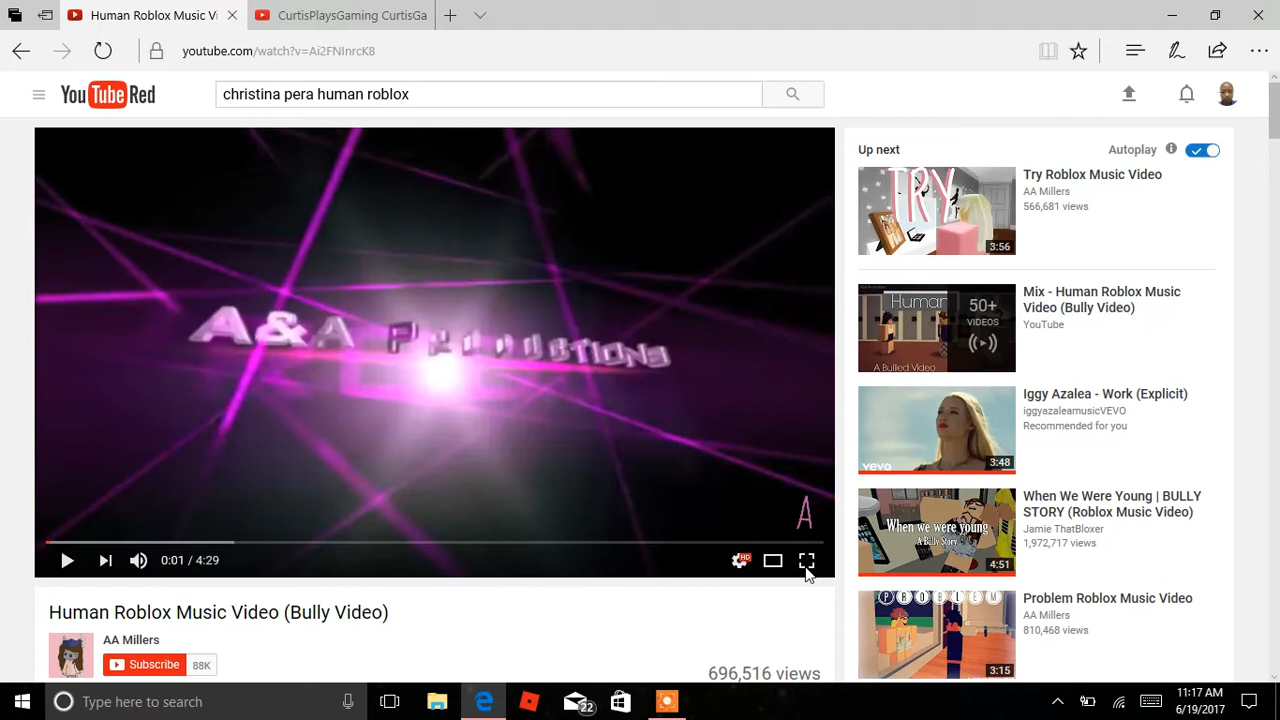 Human Roblox Music Vi
CurtisPlaysGaming CurtisGa
youtube.com/watch?v=Ai2FNInrcK8
YouTube Red
christina pera human roblox
Up next
Autoplay
TRY
3:56
Try Roblox Music Video
AA Millers
566,681 views
Human
50+
VIDEOS
A Bullied Video
Mix - Human Roblox Music
Video (Bully Video)
YouTube
vevo
3:48
Iggy Azalea - Work (Explicit)
iggyazaleamusicVEVO
Recommended for you
When we were young
A Bully Story
4:51
When We Were Young | BULLY
STORY (Roblox Music Video)
Jamie ThatBloxer
1,972,717 views
PROBLEM
3:15
Problem Roblox Music Video
AA Millers
810,468 views
A
HD
0:01 / 4:29
Human Roblox Music Video (Bully Video)
AA Millers
Subscribe
88K
696,516 views
Type here to search
22
11:17 AM
6/19/2017